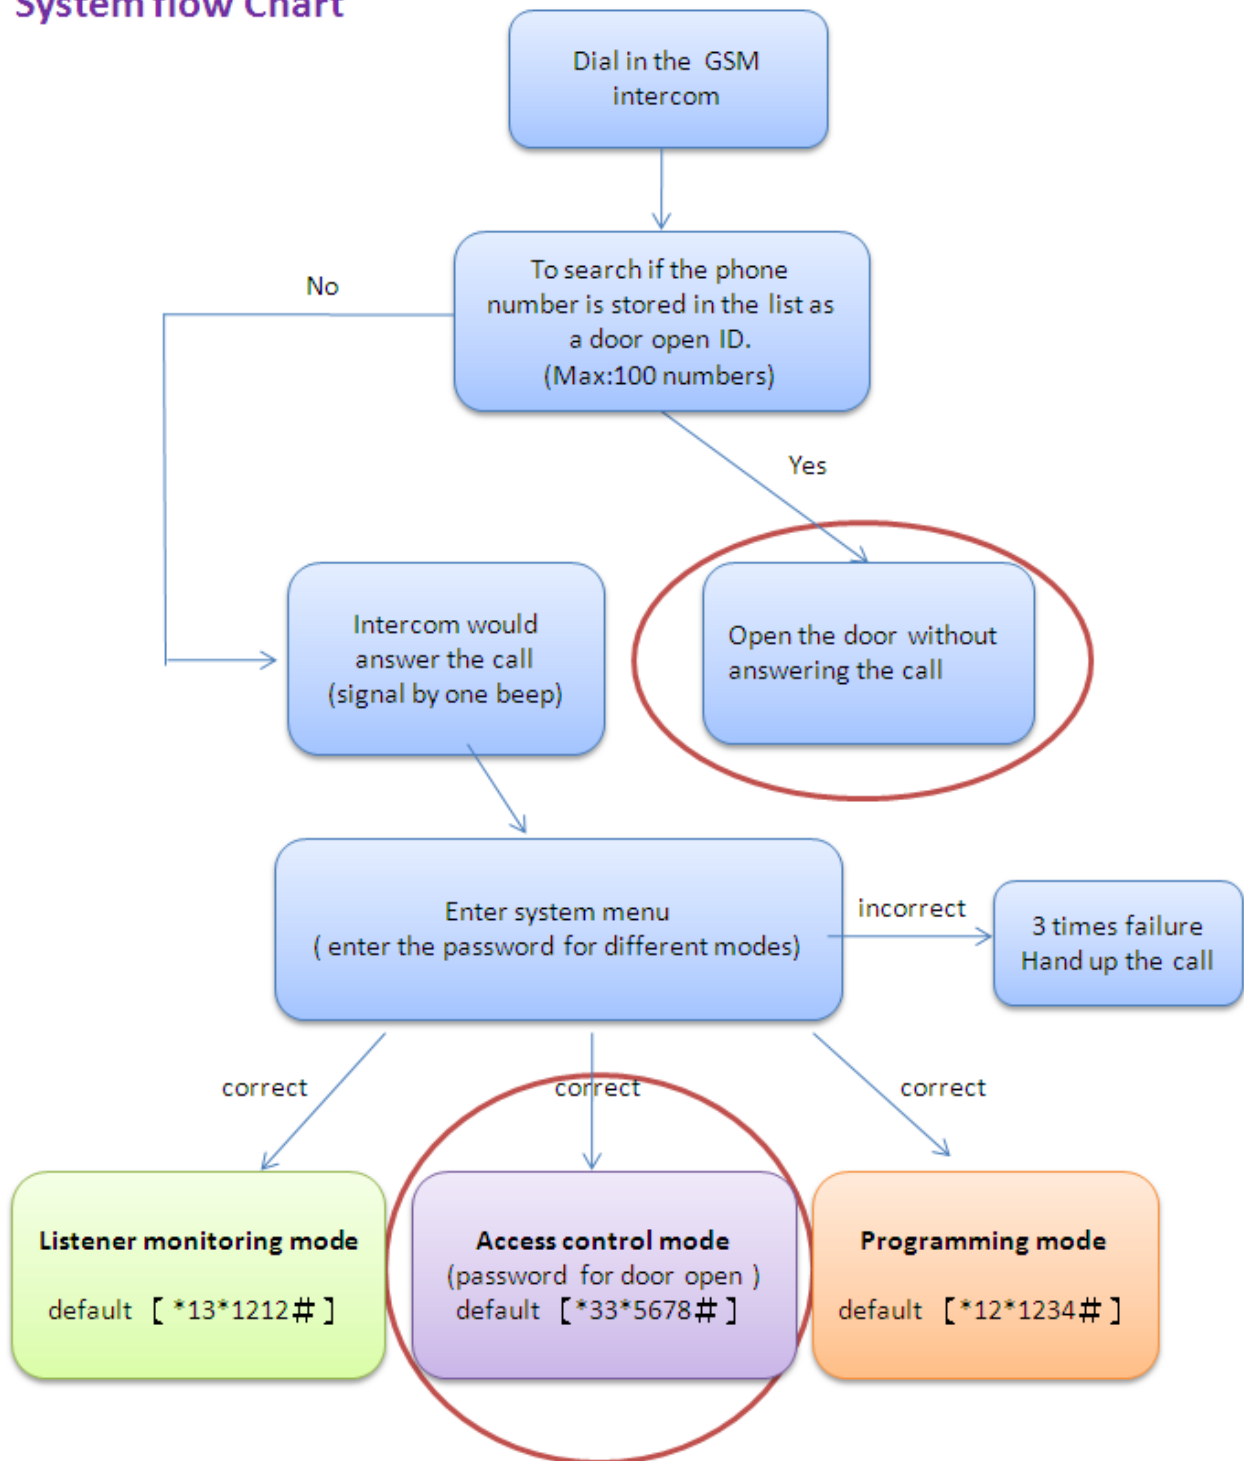 System flow Chart
Dial in the GSM
intercom
To search if the phone
number is stored in the list as
a door open ID.
(Max:100 numbers)
No
Yes
Intercom would
answer the call
(signal by one beep)
Open the door without
answering the call
Enter system menu
( enter the password for different modes)
incorrect
3 times failure
Hand up the call
correct
correct
correct
Listener monitoring mode
default [ *13*1212# ]
Access control mode
(password for door open )
default [ *33*5678# ]
Programming mode
default [ *12*1234# ]